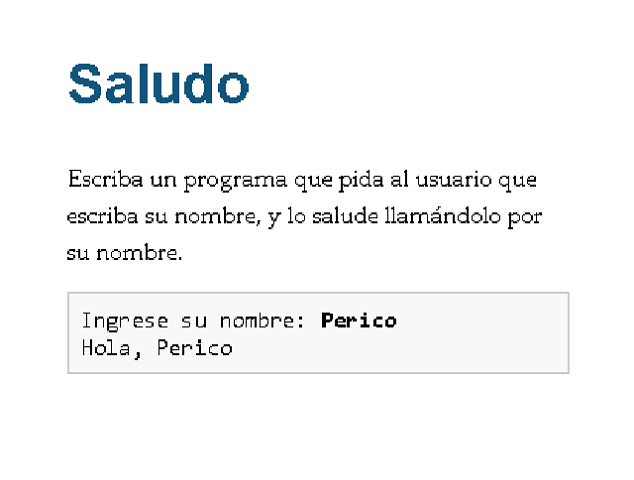 Saludo
Escriba un programa que pida al usuario que
escriba su nombre, y lo salude llamándolo por
su nombre.
Ingrese su nombre: Perico
Hola, Perico